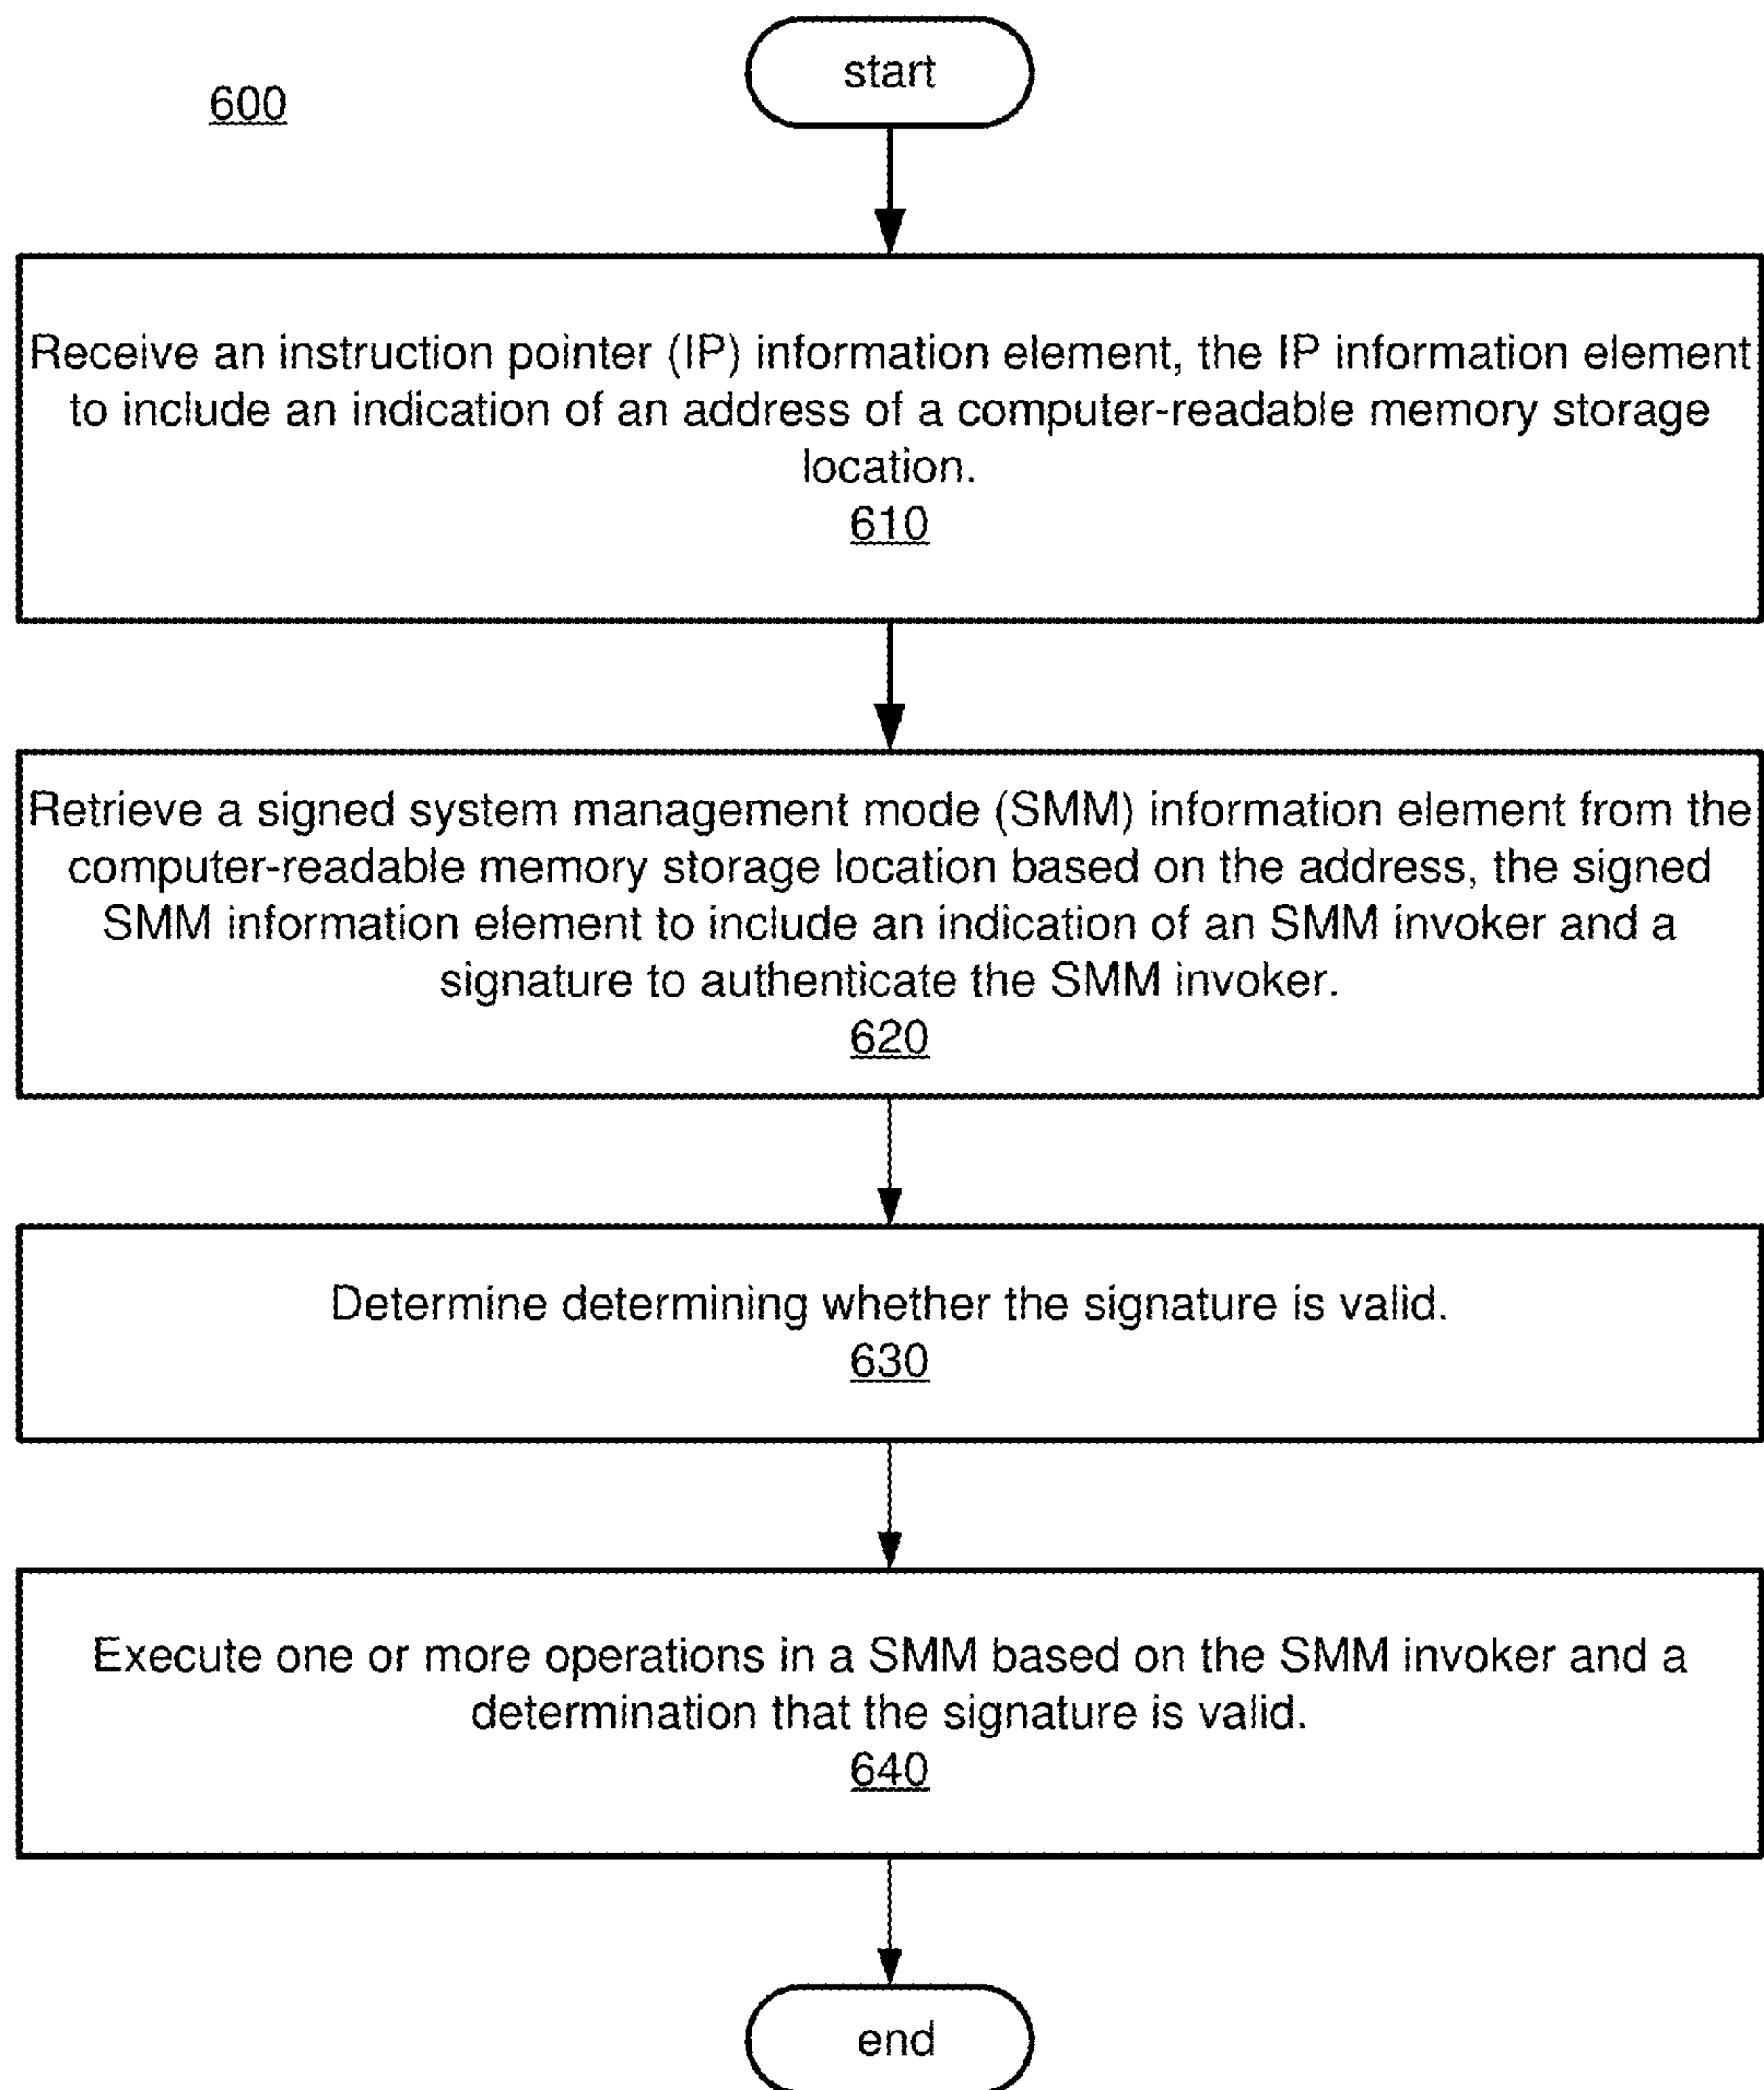 600
start
Receive an instruction pointer (IP) information element, the IP information element
to include an indication of an address of a computer-readable memory storage
location.
610
Retrieve a signed system management mode (SMM) information element from the
computer-readable memory storage location based on the address, the signed
SMM information element to include an indication of an SMM invoker and a
signature to authenticate the SMM invoker.
620
Determine determining whether the signature is valid.
630
Execute one or more operations in a SMM based on the SMM invoker and a
determination that the signature is valid.
640
end